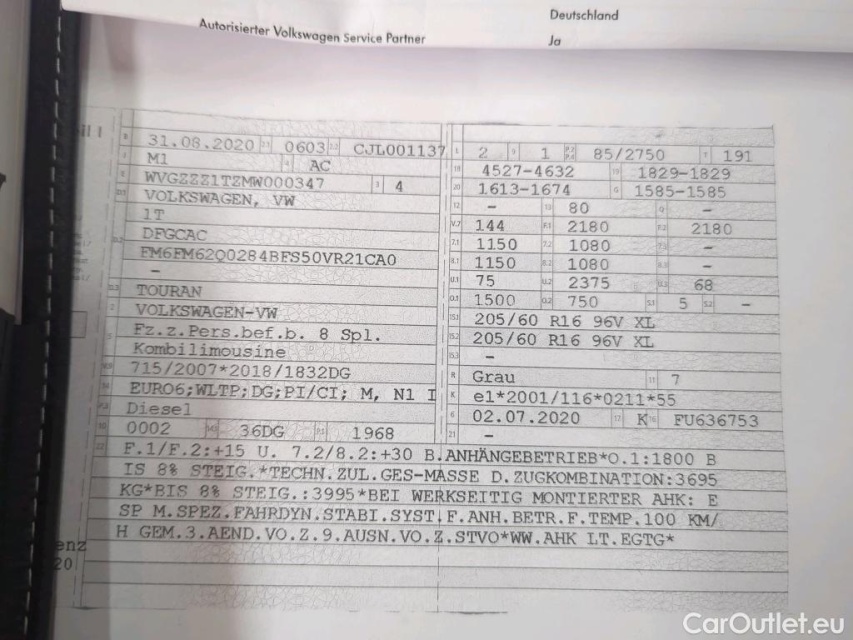 Autorisierter Volkswagen Service Partner
Deutschland
Ja
31.08.2020 0603 CJL001137
M1 AC
WVGZZZ1TZMW000347 4
VOLKSWAGEN, VW
1T
DFGCAC
FM6FM62Q0284BFS50VR21CA0
–
TOURAN
VOLKSWAGEN-VW
Fz.z.Pers.bef.b. 8 Spl.
Kombilimousine
715/2007*2018/1832DG
EURO6;WLTP;DG;PI/CI; M, N1 I
Diesel
0002 36DG 1968
2 1 85/2750 191
4527-4632 1829-1829
1613-1674 1585-1585
– 80 –
144 2180 2180
1150 1080 –
1150 1080 –
75 2375 68
1500 750 5 –
205/60 R16 96V XL
205/60 R16 96V XL
–
Grau 7
e1*2001/116*0211*55
02.07.2020 K FU636753
–
F.1/F.2:+15 U. 7.2/8.2:+30 B.ANHÄNGEBETRIEB*O.1:1800 B
IS 8% STEIG.*TECHN.ZUL.GES-MASSE D.ZUGKOMBINATION:3695
KG*BIS 8% STEIG.:3995*BEI WERKSEITIG MONTIERTER AHK: E
SP M.SPEZ.FAHRDYN.STABI.SYST.F.ANH.BETR.F.TEMP.100 KM/
H GEM.3.AEND.VO.Z.9.AUSN.VO.Z.STVO*WW.AHK LT.EGTG*
enz
20
CarOutlet.eu